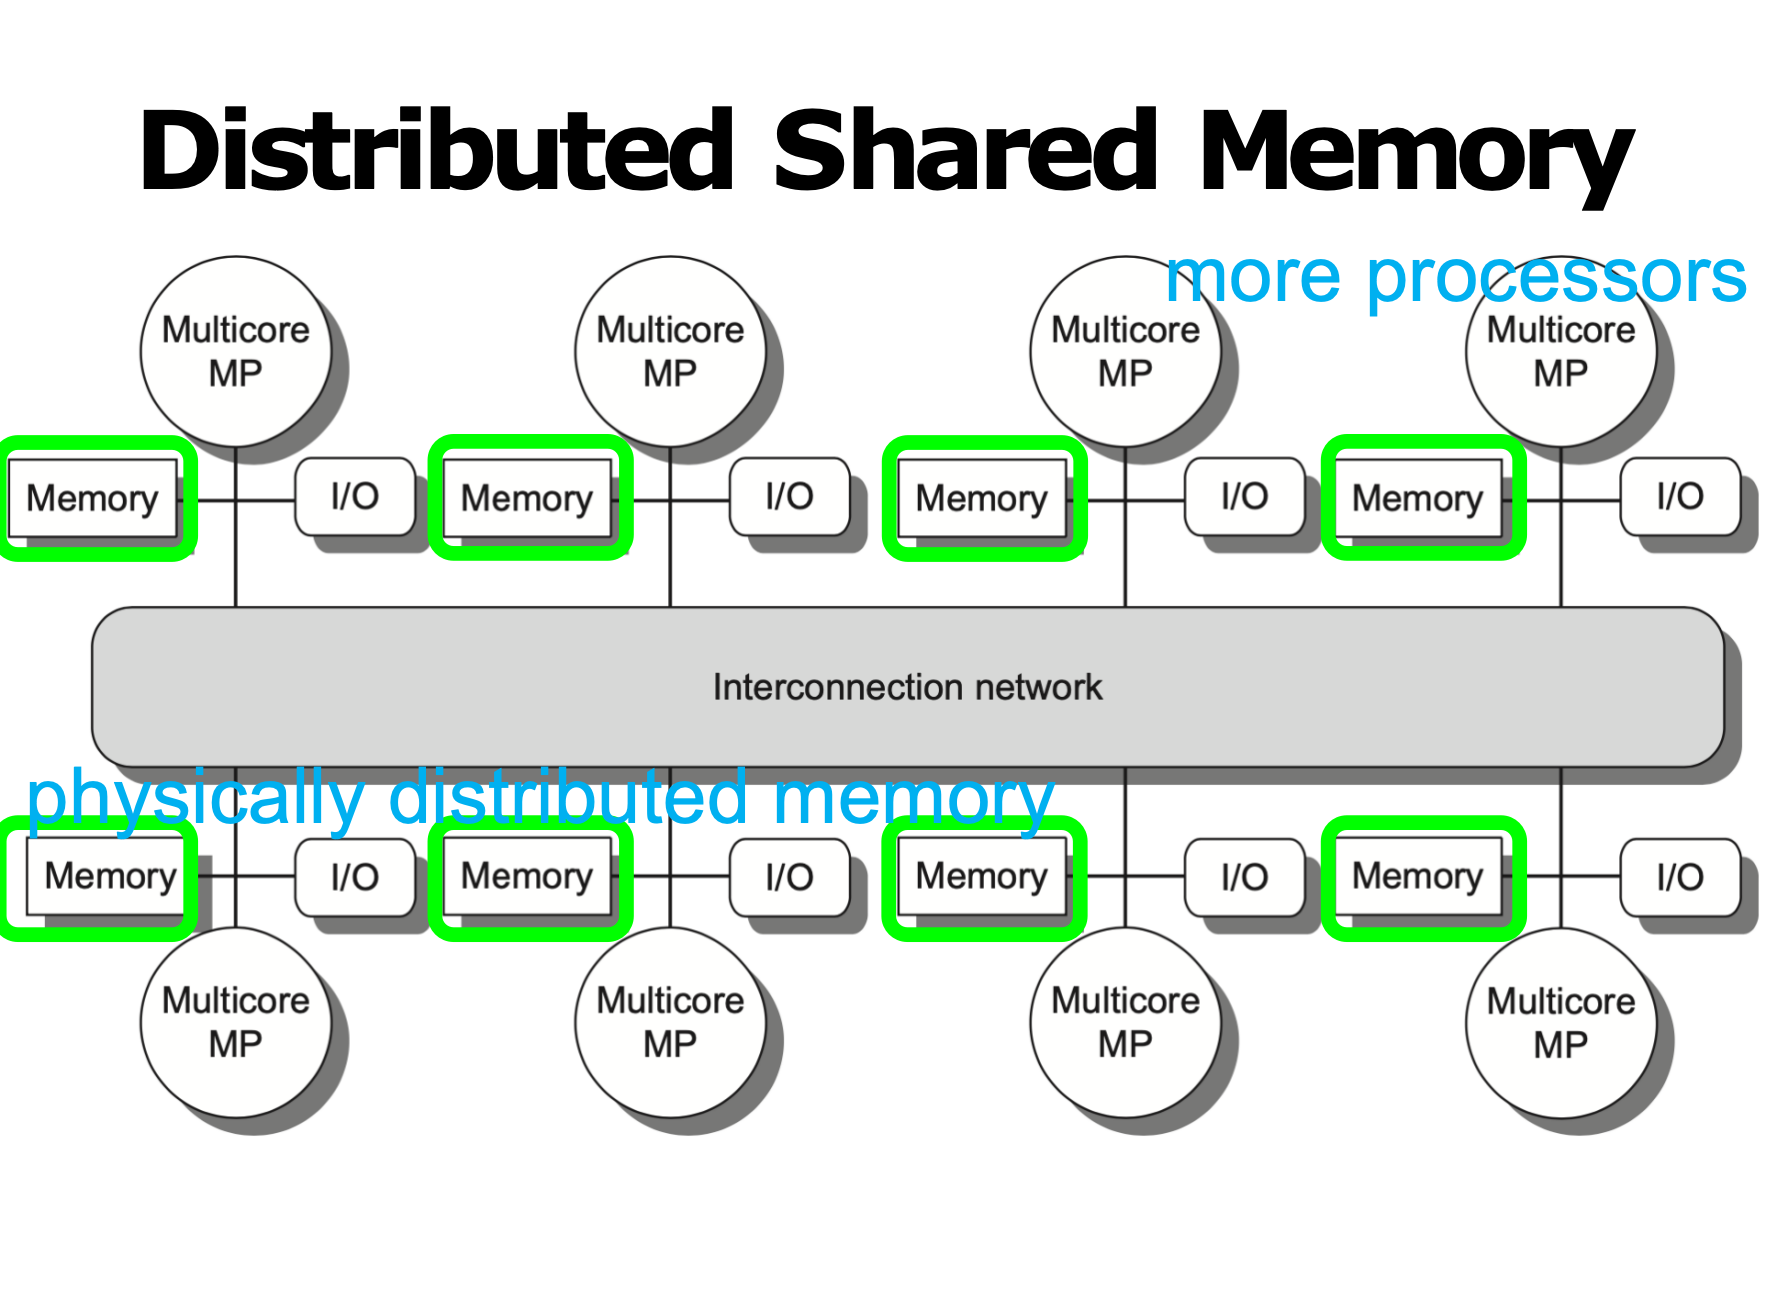 Distributed Shared Memory
more processors
Multicore
MP
Multicore
MP
Multicore
MP
Multicore
MP
Memory
I/O
Memory
I/O
Memory
I/O
Memory
I/O
Interconnection network
physically distributed memory
Memory
I/O
Memory
I/O
Memory
I/O
Memory
I/O
Multicore
MP
Multicore
MP
Multicore
MP
Multicore
MP